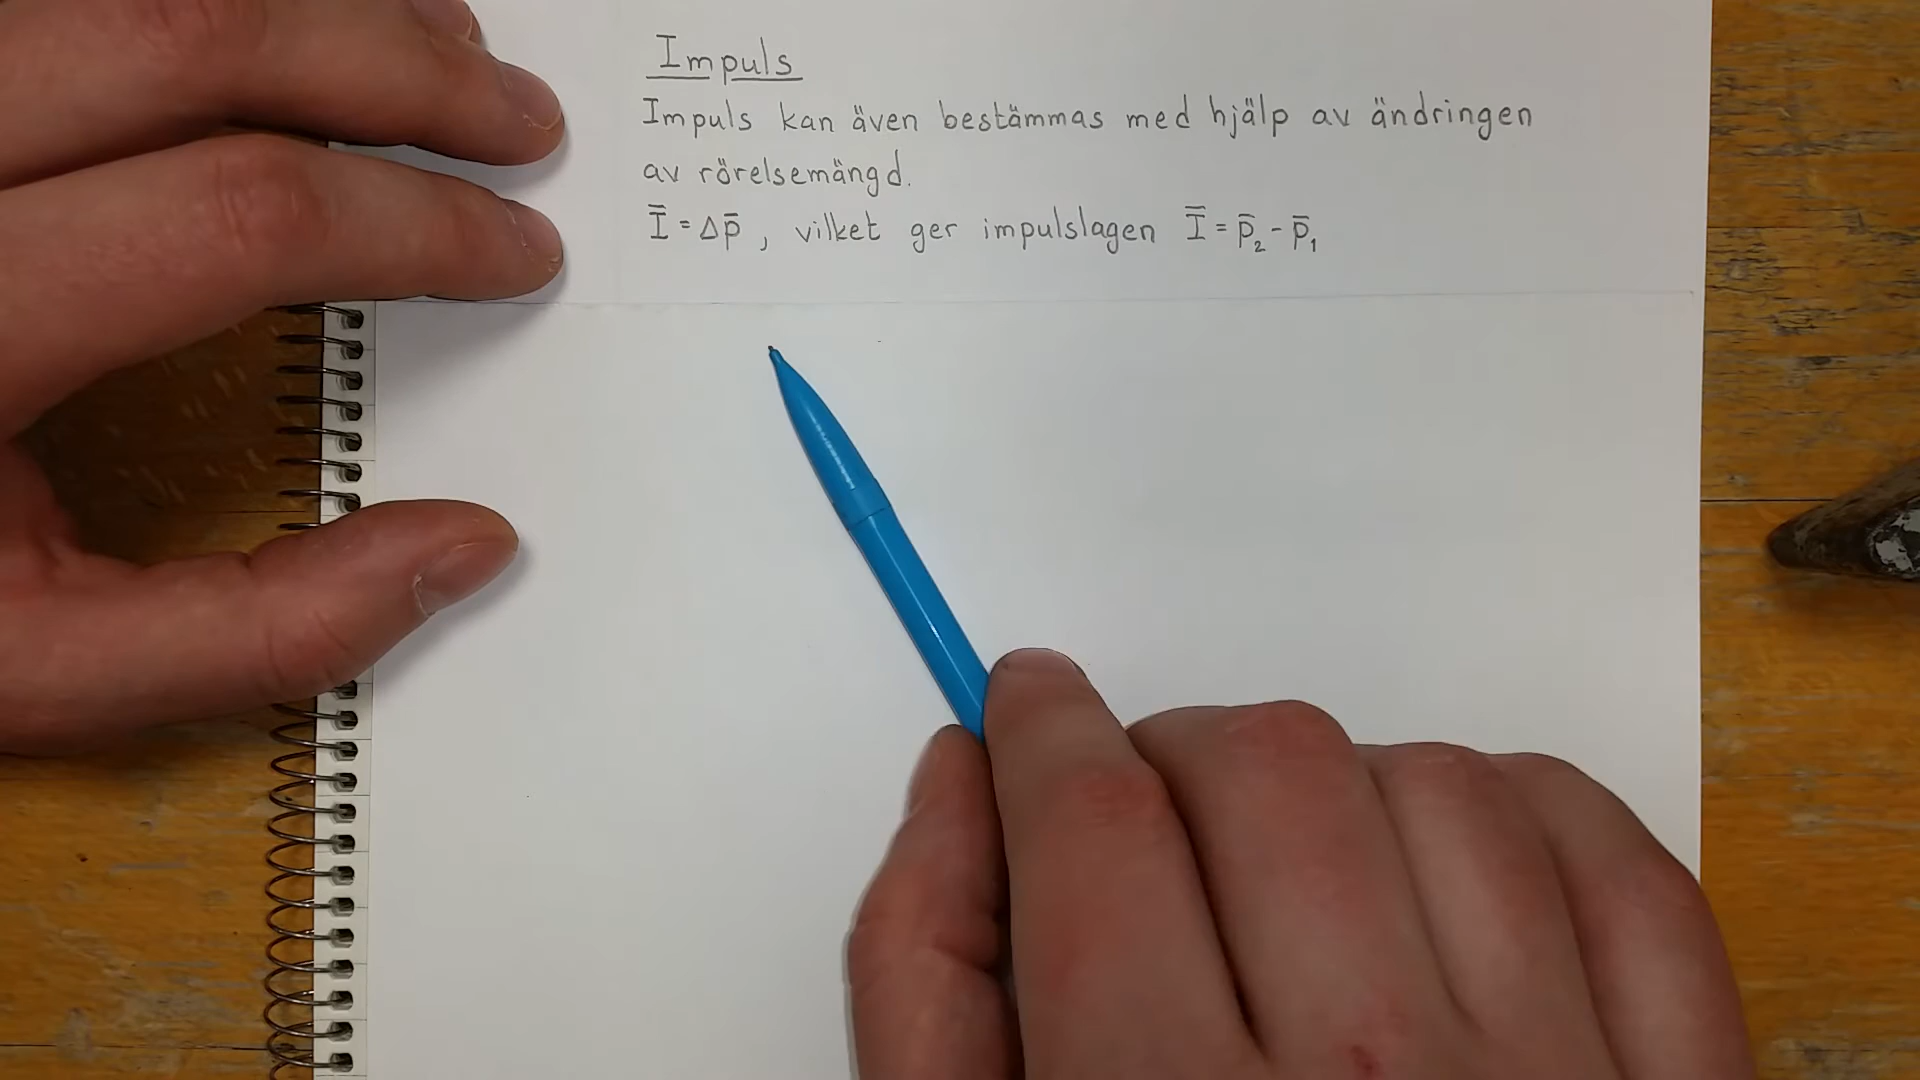 Impuls
Impuls kan även bestämmas med hjälp av ändringen
av rörelsemängd.
I̅ = Δp̅ , vilket ger impulslagen I̅ = p̅₂ - p̅₁